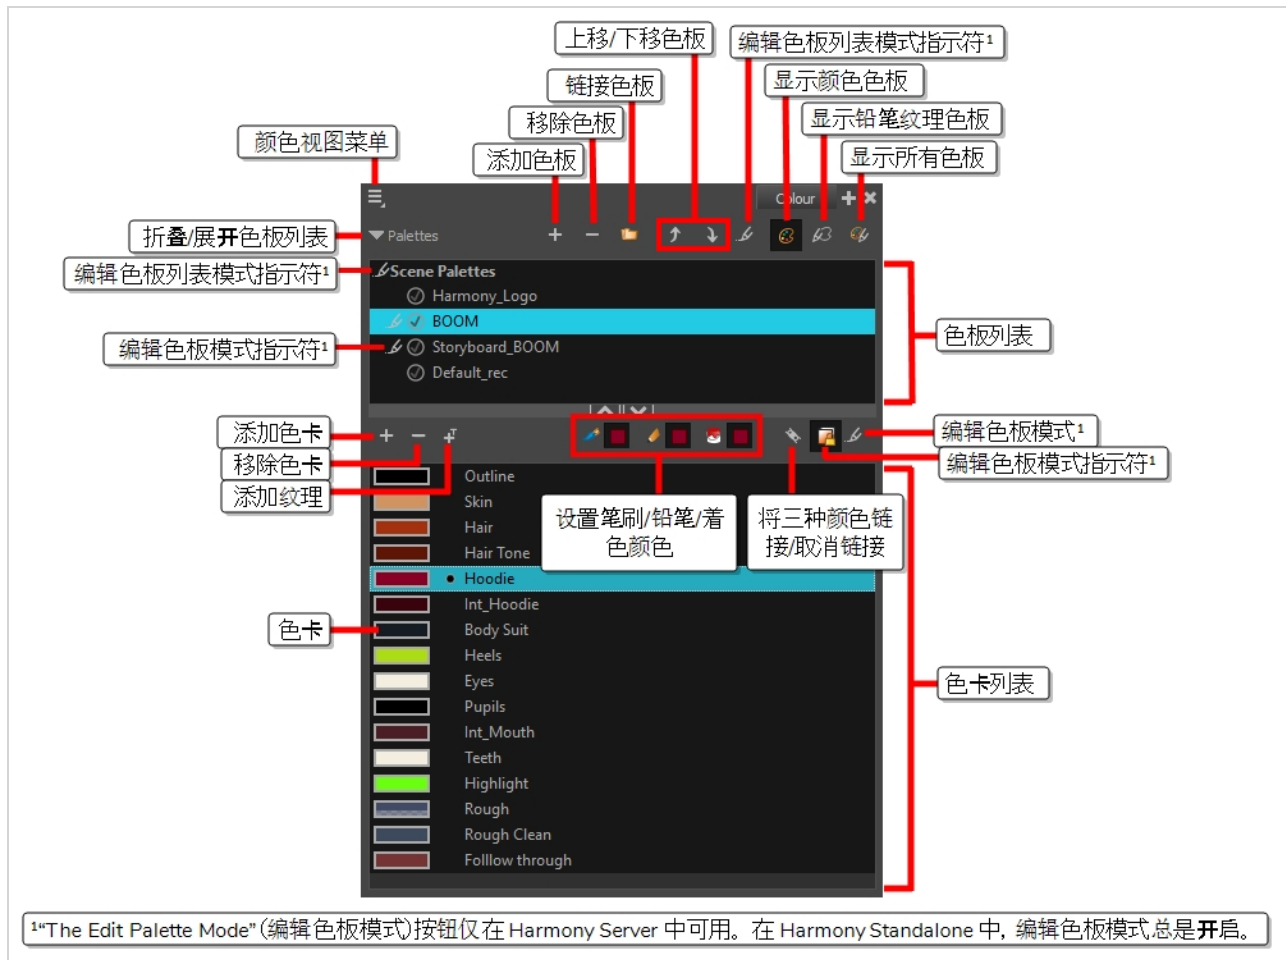 上移/下移色板
编辑色板列表模式指示符¹
链接色板
显示颜色色板
移除色板
显示铅笔纹理色板
颜色视图菜单
添加色板
显示所有色板
Colour
折叠/展开色板列表
Palettes
编辑色板列表模式指示符¹
Scene Palettes
Harmony_Logo
BOOM
色板列表
编辑色板模式指示符¹
Storyboard_BOOM
Default_rec
添加色卡
编辑色板模式¹
移除色卡
编辑色板模式指示符¹
添加纹理
Outline
Skin
设置笔刷/铅笔/着
色颜色
将三种颜色链
接/取消链接
Hair
Hair Tone
Hoodie
Int_Hoodie
色卡
Body Suit
Heels
Eyes
色卡列表
Pupils
Int_Mouth
Teeth
Highlight
Rough
Rough Clean
Folllow through
¹“The Edit Palette Mode”(编辑色板模式)按钮仅在 Harmony Server 中可用。在 Harmony Standalone 中, 编辑色板模式总是开启。